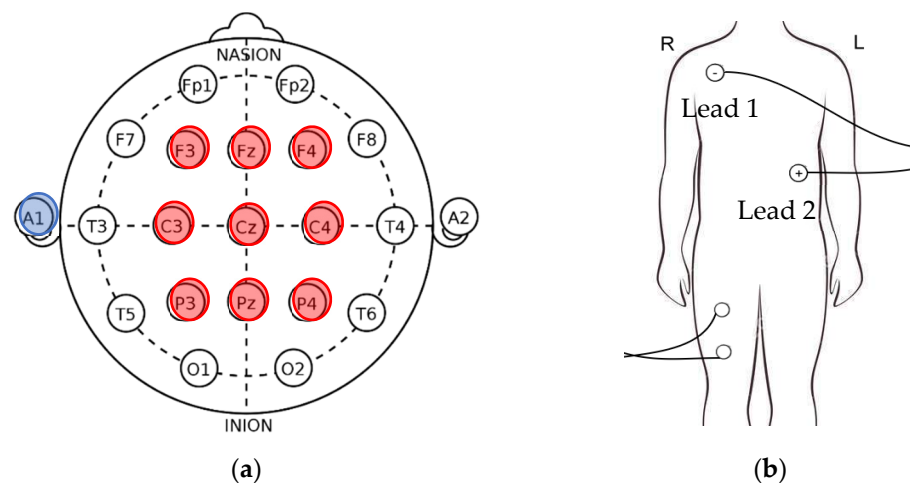 NASION
Fp1 Fp2
F7 F3 Fz F4 F8
A1 T3 C3 Cz C4 T4 A2
T5 P3 Pz P4 T6
O1 O2
INION
(a)
R L
-
Lead 1
+
Lead 2
(b)